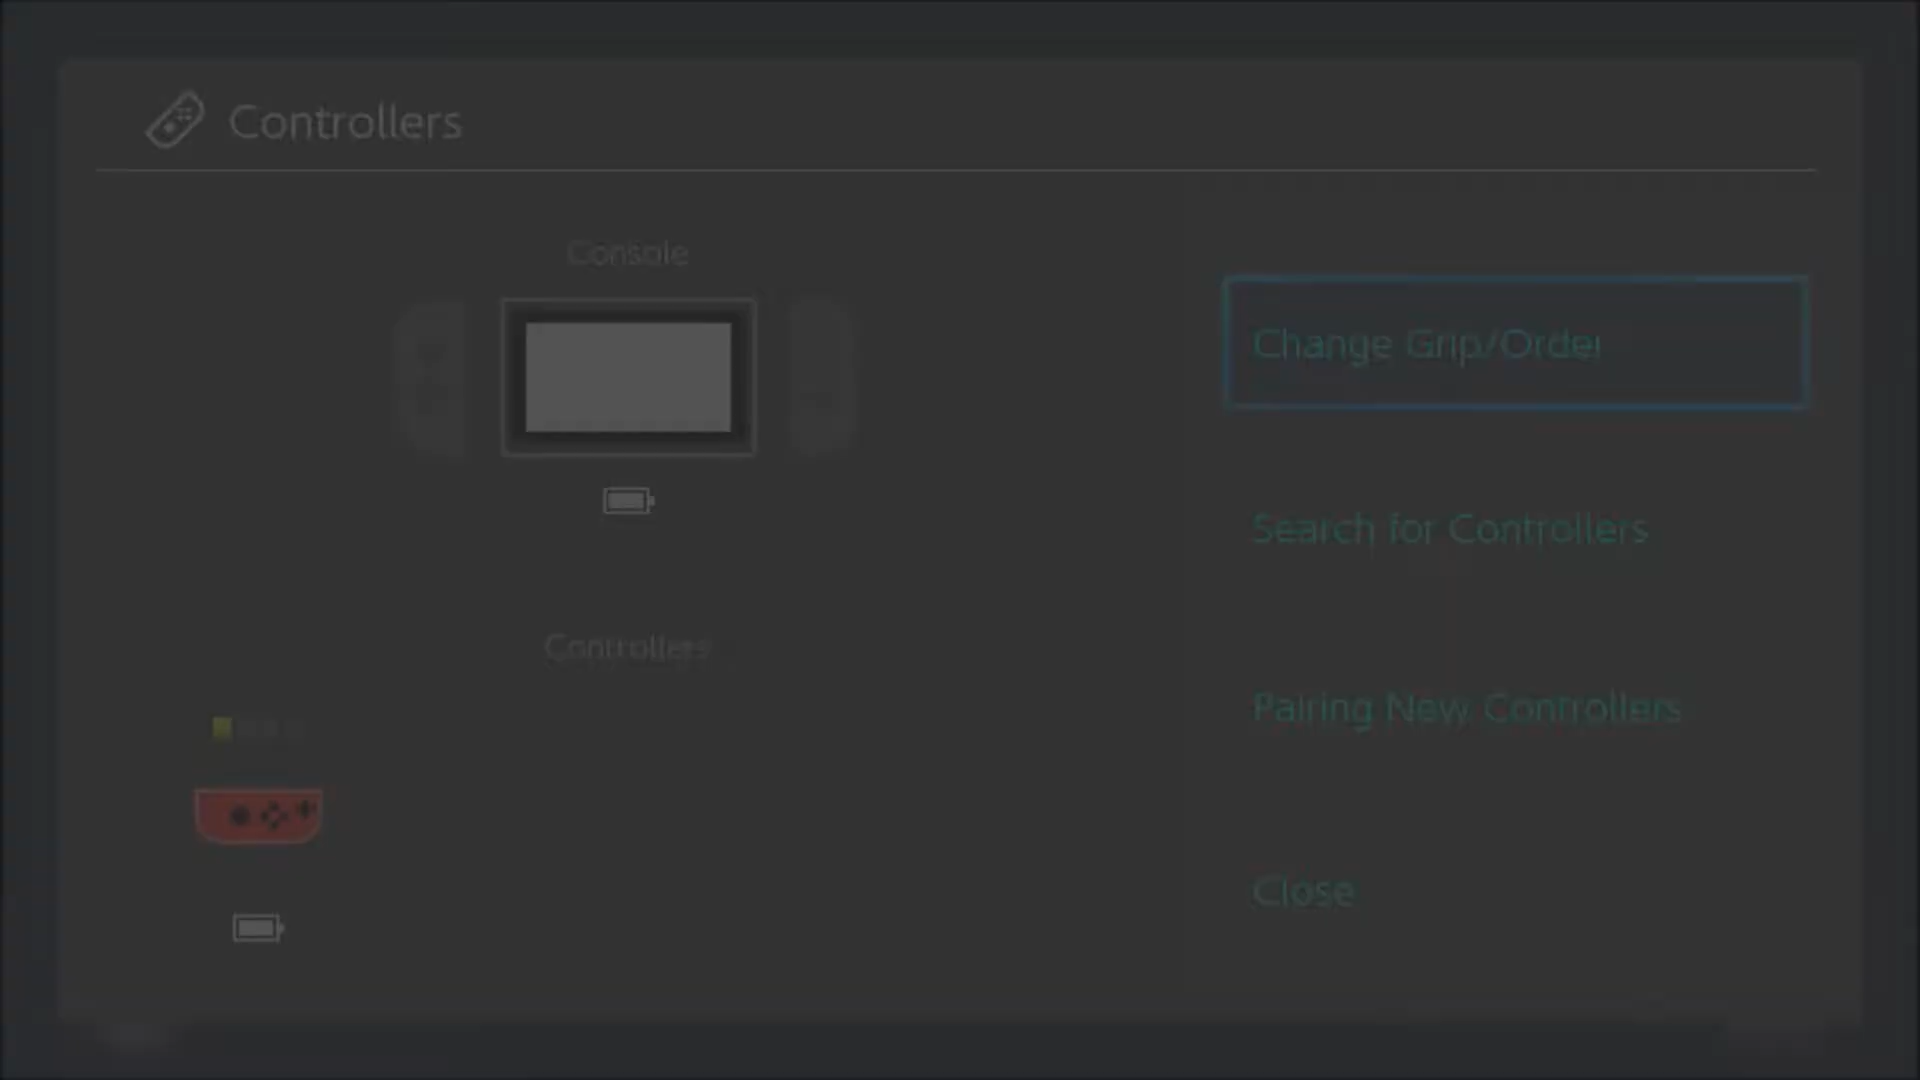 Controllers
Console
Change Grip/Order
Search for Controllers
Controllers
Pairing New Controllers
Close